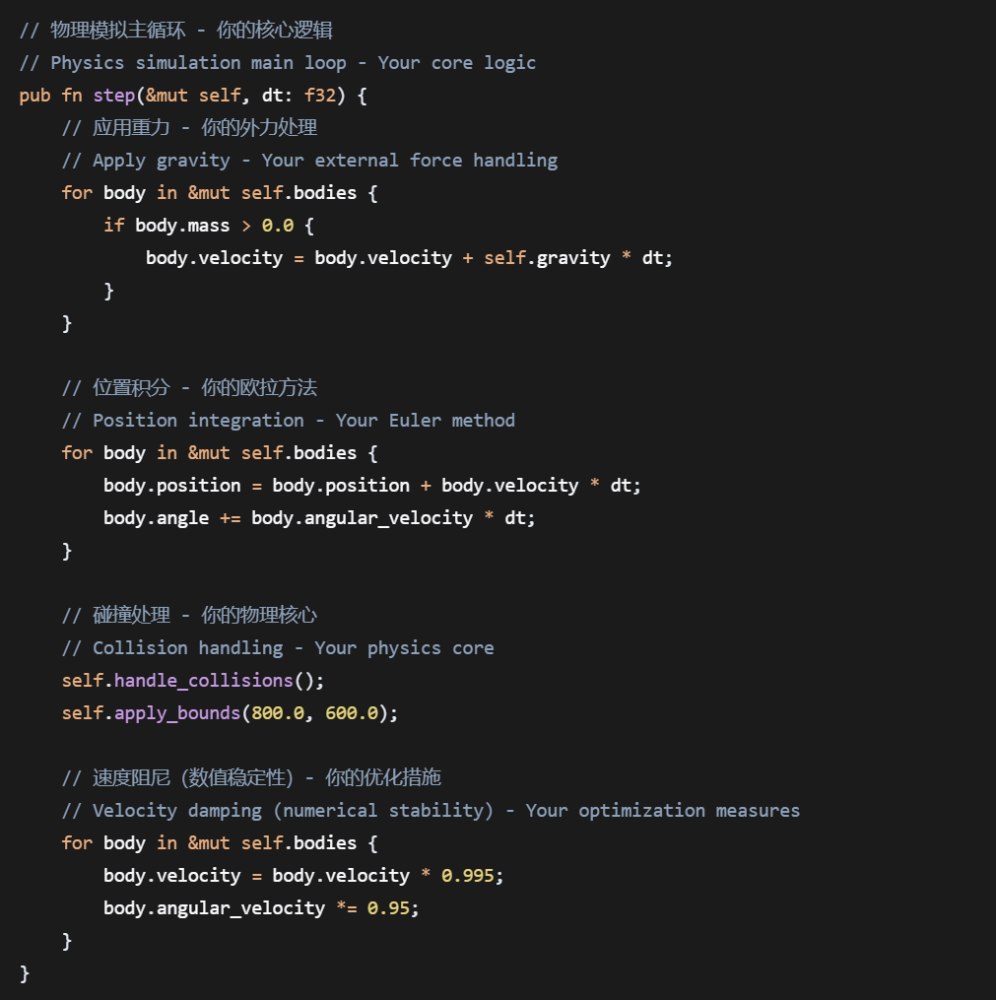 // 物理模拟主循环 - 你的核心逻辑
// Physics simulation main loop - Your core logic
pub fn step(&mut self, dt: f32) {
    // 应用重力 - 你的外力处理
    // Apply gravity - Your external force handling
    for body in &mut self.bodies {
        if body.mass > 0.0 {
            body.velocity = body.velocity + self.gravity * dt;
        }
    }

    // 位置积分 - 你的欧拉方法
    // Position integration - Your Euler method
    for body in &mut self.bodies {
        body.position = body.position + body.velocity * dt;
        body.angle += body.angular_velocity * dt;
    }

    // 碰撞处理 - 你的物理核心
    // Collision handling - Your physics core
    self.handle_collisions();
    self.apply_bounds(800.0, 600.0);

    // 速度阻尼（数值稳定性）- 你的优化措施
    // Velocity damping (numerical stability) - Your optimization measures
    for body in &mut self.bodies {
        body.velocity = body.velocity * 0.995;
        body.angular_velocity *= 0.95;
    }
}